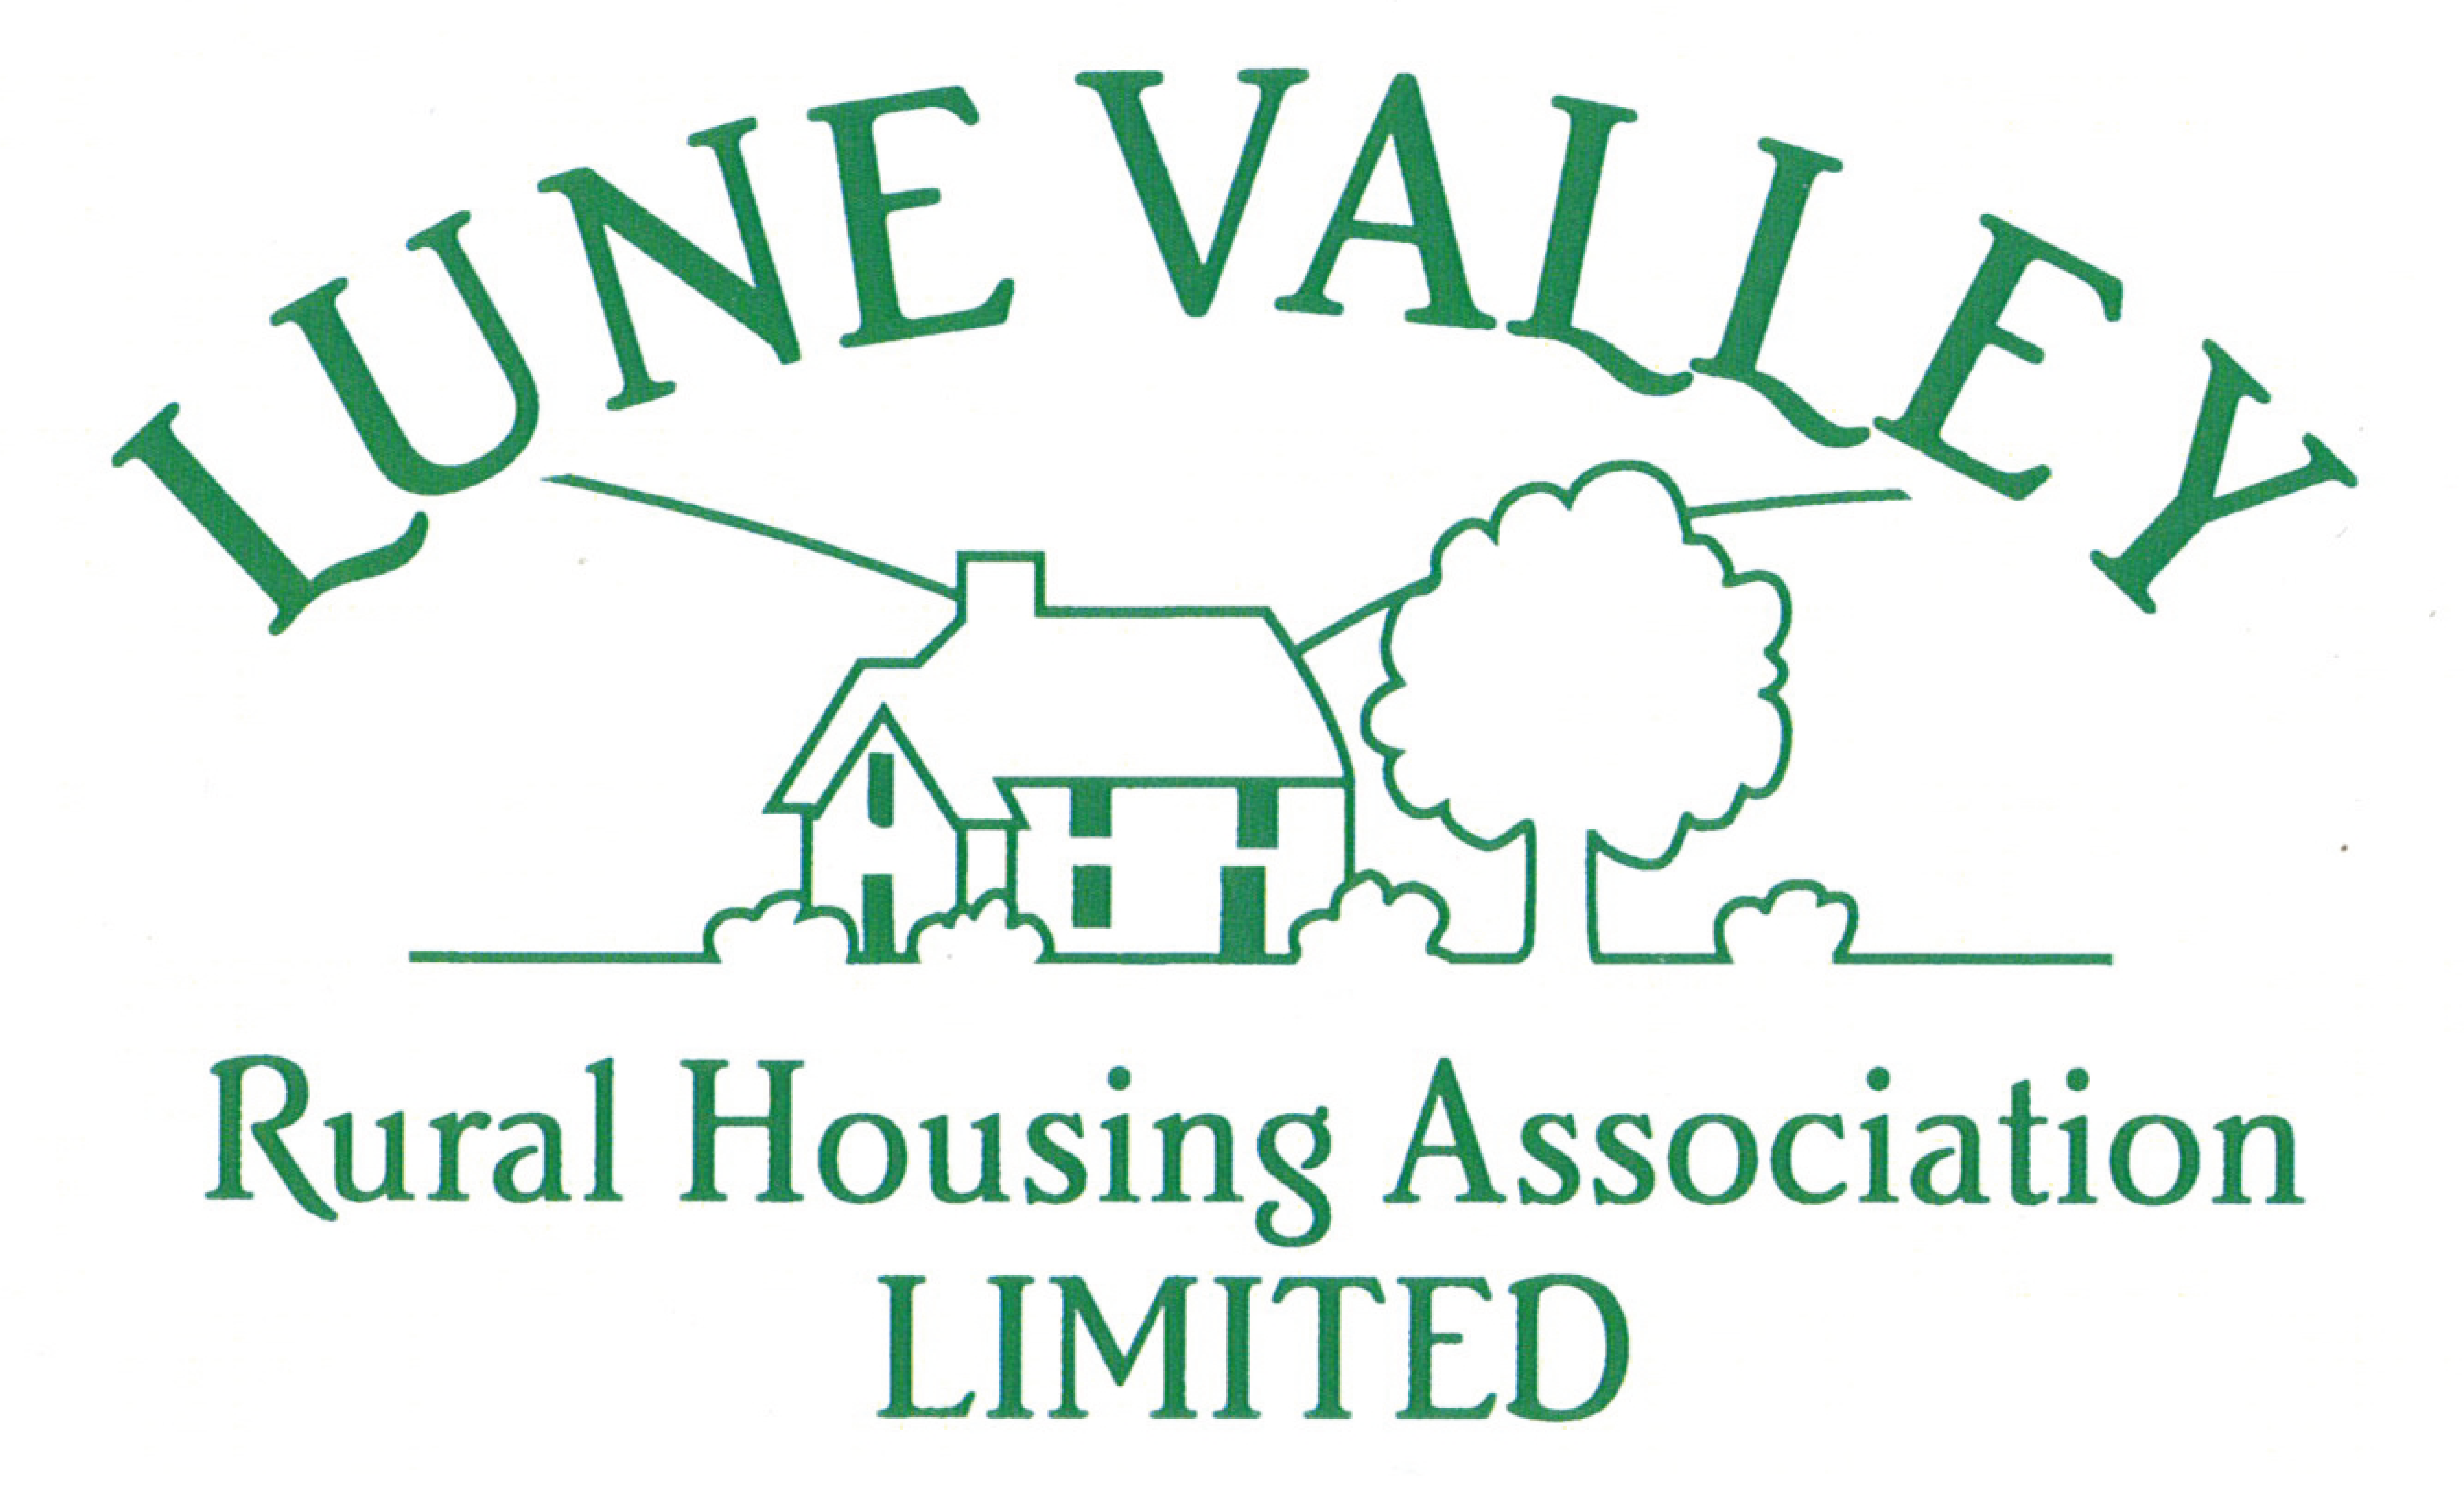 LUNE VALLEY
Rural Housing Association
LIMITED